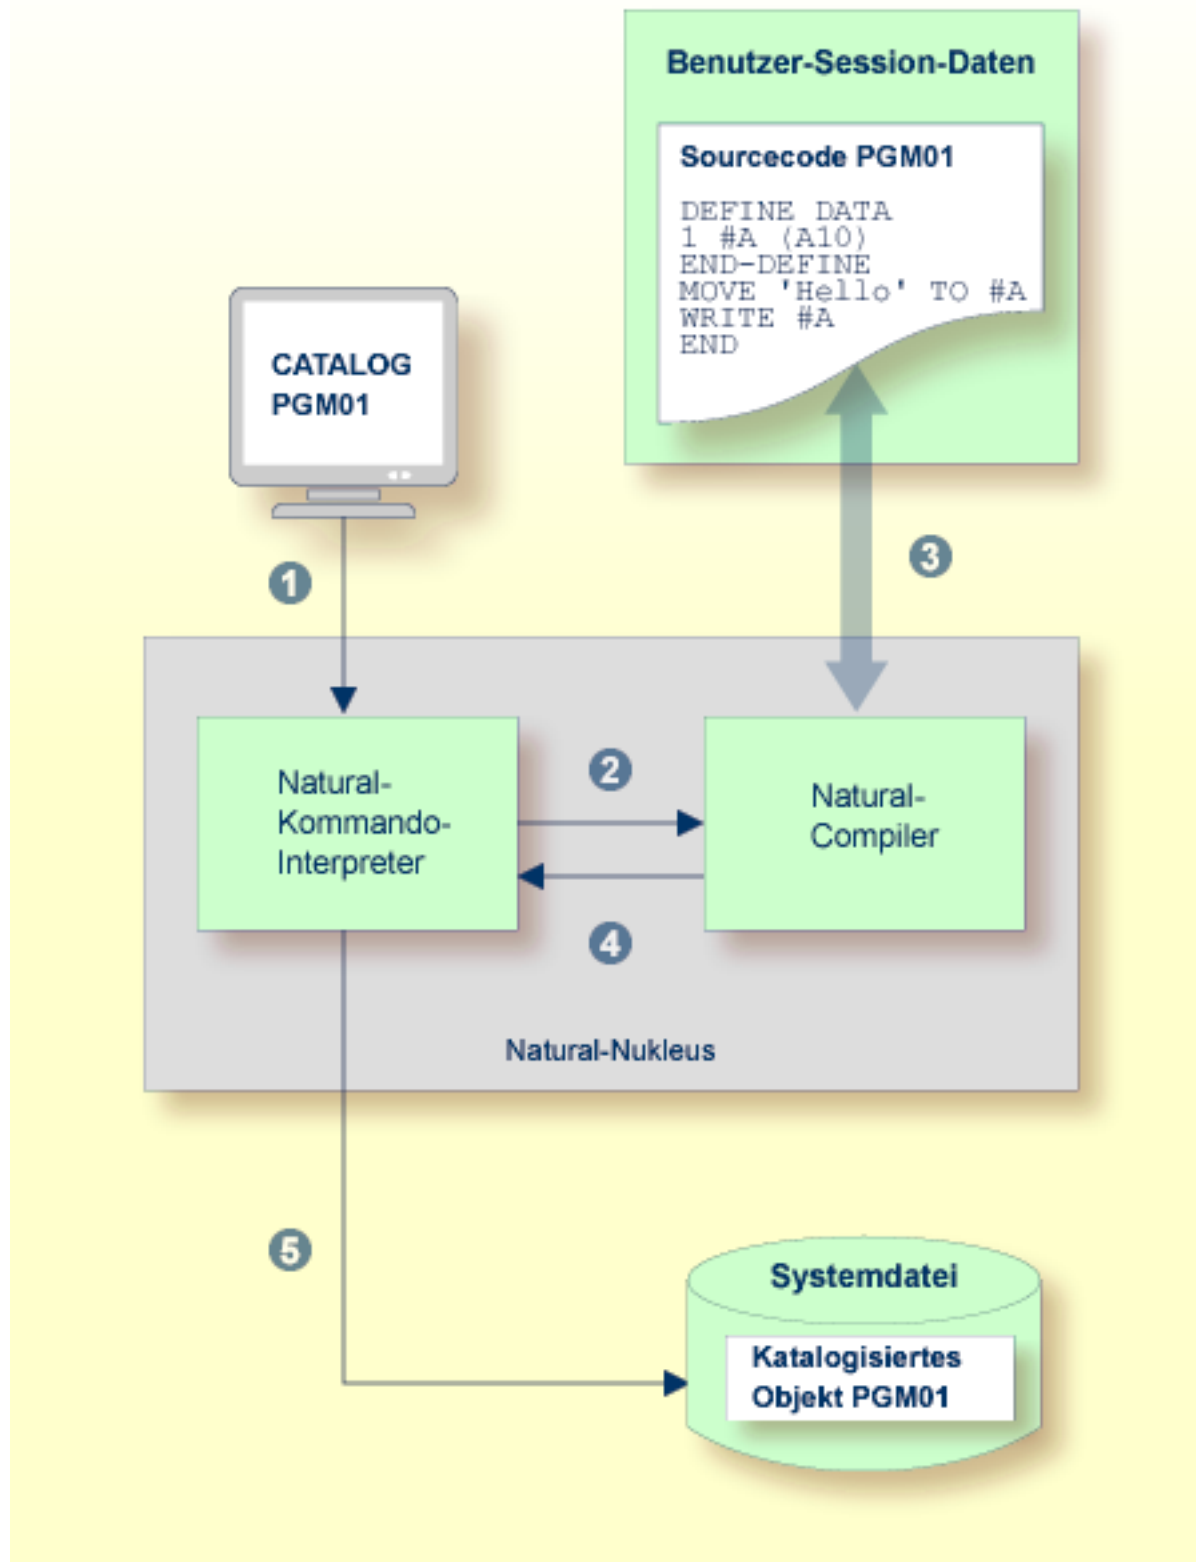 Benutzer-Session-Daten
Sourcecode PGM01
DEFINE DATA
1 #A (A10)
END-DEFINE
MOVE 'Hello' TO #A
WRITE #A
END
CATALOG
PGM01
1
3
Natural-
Kommando-
Interpreter
2
Natural-
Compiler
4
Natural-Nukleus
5
Systemdatei
Katalogisiertes
Objekt PGM01